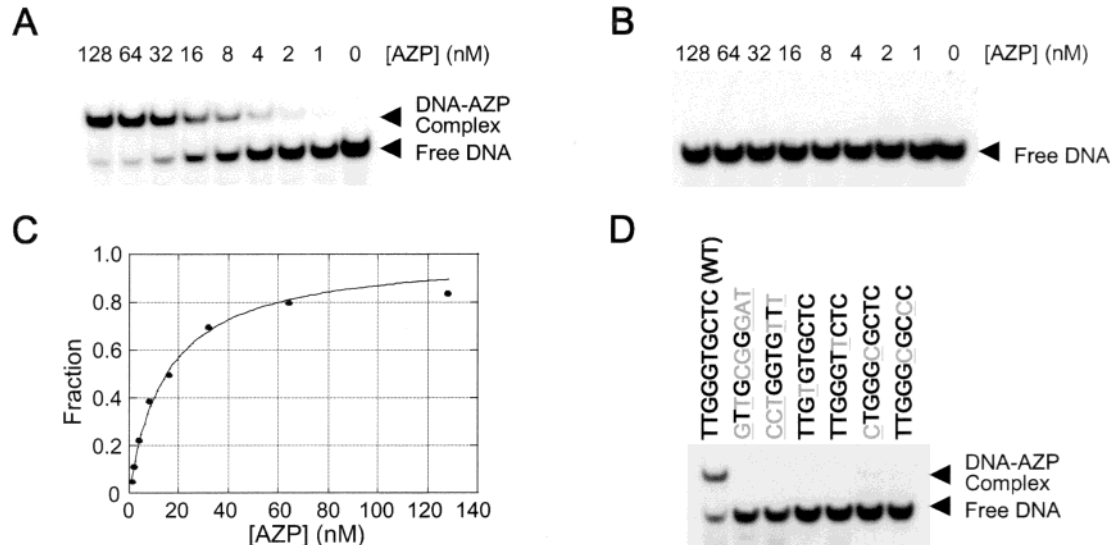 A
128 64 32 16 8 4 2 1 0 [AZP] (nM)
DNA-AZP
Complex
Free DNA
B
128 64 32 16 8 4 2 1 0 [AZP] (nM)
Free DNA
C
1.0
0.8
0.6
0.4
0.2
0
Fraction
0 20 40 60 80 100 120 140
[AZP] (nM)
D
TTGGGTGCTC (WT)
GTTGCGGGAT
CCTGGTGTTT
TTGTGTGCTC
TTGGGTTCTC
CTGGGCGCTC
TTGGGCGCCC
DNA-AZP
Complex
Free DNA